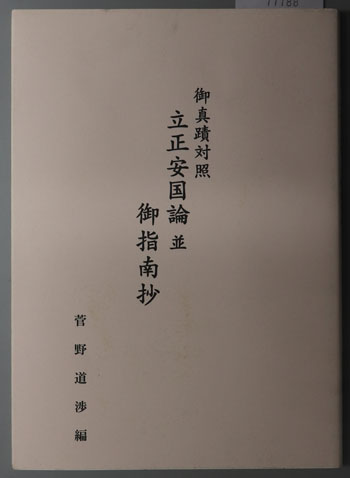 御真蹟対照
立正安国論並
御指南抄
菅野道渉編